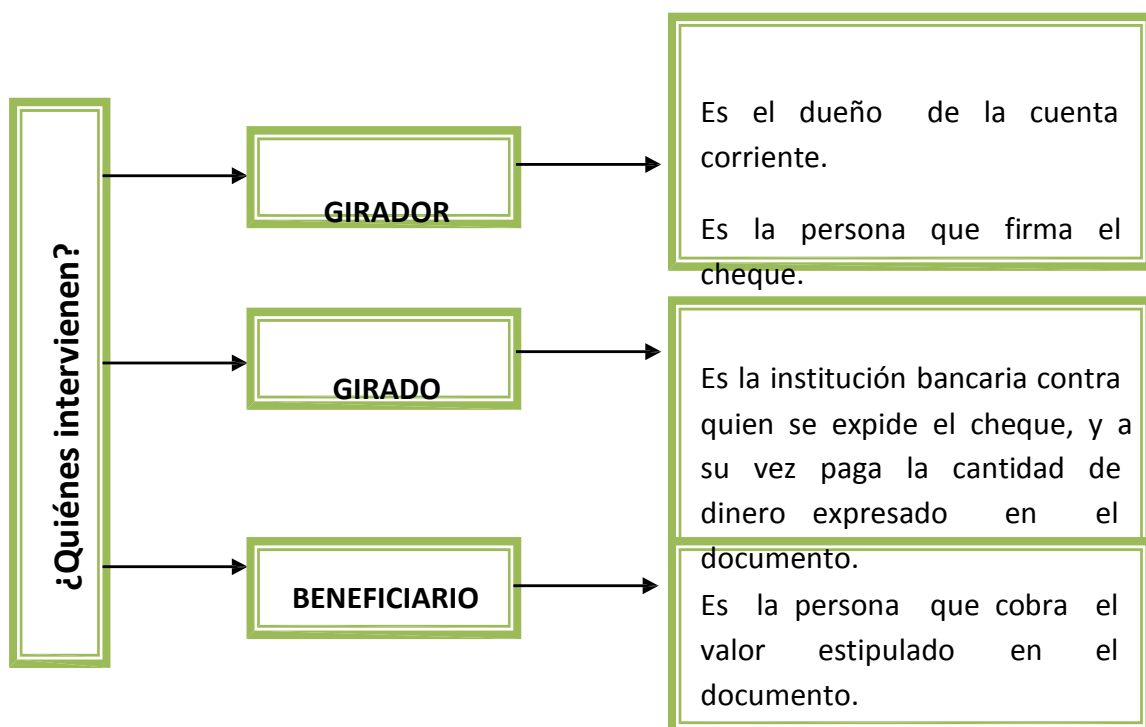 ¿Quiénes intervienen?
GIRADOR
Es el dueño de la cuenta
corriente.
Es la persona que firma el
cheque.
GIRADO
Es la institución bancaria contra
quien se expide el cheque, y a
su vez paga la cantidad de
dinero expresado en el
documento.
BENEFICIARIO
Es la persona que cobra el
valor estipulado en el
documento.